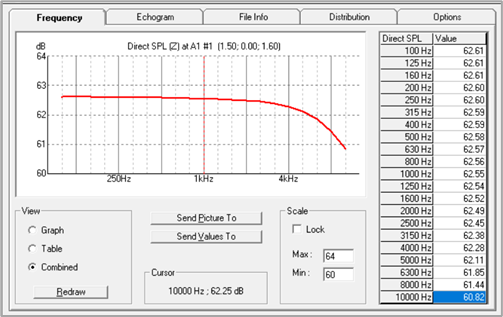 Frequency Echogram File Info Distribution Options
dB Direct SPL (Z) at A1 #1 (1.50; 0.00; 1.60)
64
63
62
61
60
250Hz 1kHz 4kHz
Direct SPL Value
100 Hz 62.61
125 Hz 62.61
160 Hz 62.61
200 Hz 62.60
250 Hz 62.60
315 Hz 62.59
400 Hz 62.59
500 Hz 62.58
630 Hz 62.57
800 Hz 62.56
1000 Hz 62.55
1250 Hz 62.54
1600 Hz 62.52
2000 Hz 62.49
2500 Hz 62.45
3150 Hz 62.38
4000 Hz 62.28
5000 Hz 62.11
6300 Hz 61.85
8000 Hz 61.44
10000 Hz 60.82
View
Graph
Table
Combined
Redraw
Send Picture To
Send Values To
Cursor
10000 Hz ; 62.25 dB
Scale
Lock
Max : 64
Min : 60